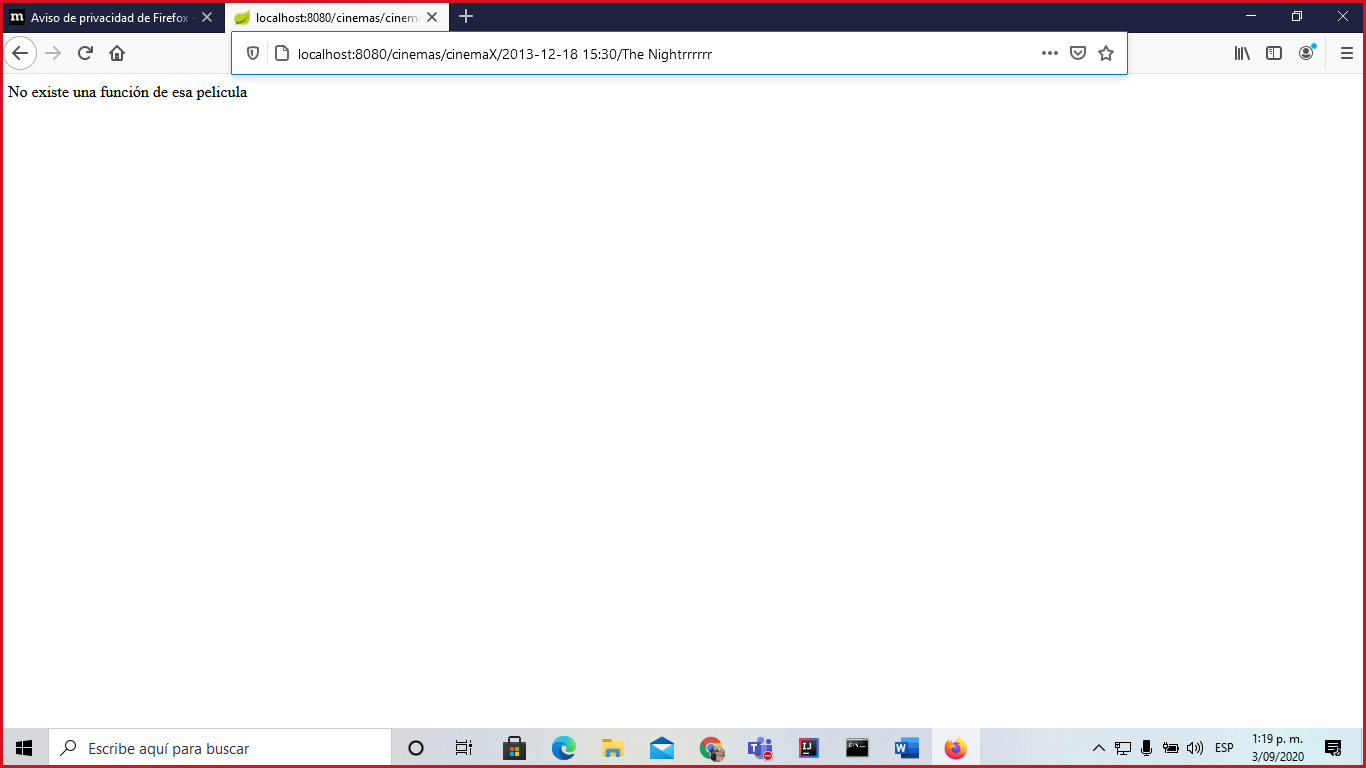 m Aviso de privacidad de Firefox -
localhost:8080/cinemas/cinem
localhost:8080/cinemas/cinemaX/2013-12-18 15:30/The Nightrrrrrr
No existe una función de esa pelicula
Escribe aquí para buscar
ESP
1:19 p. m.
3/09/2020